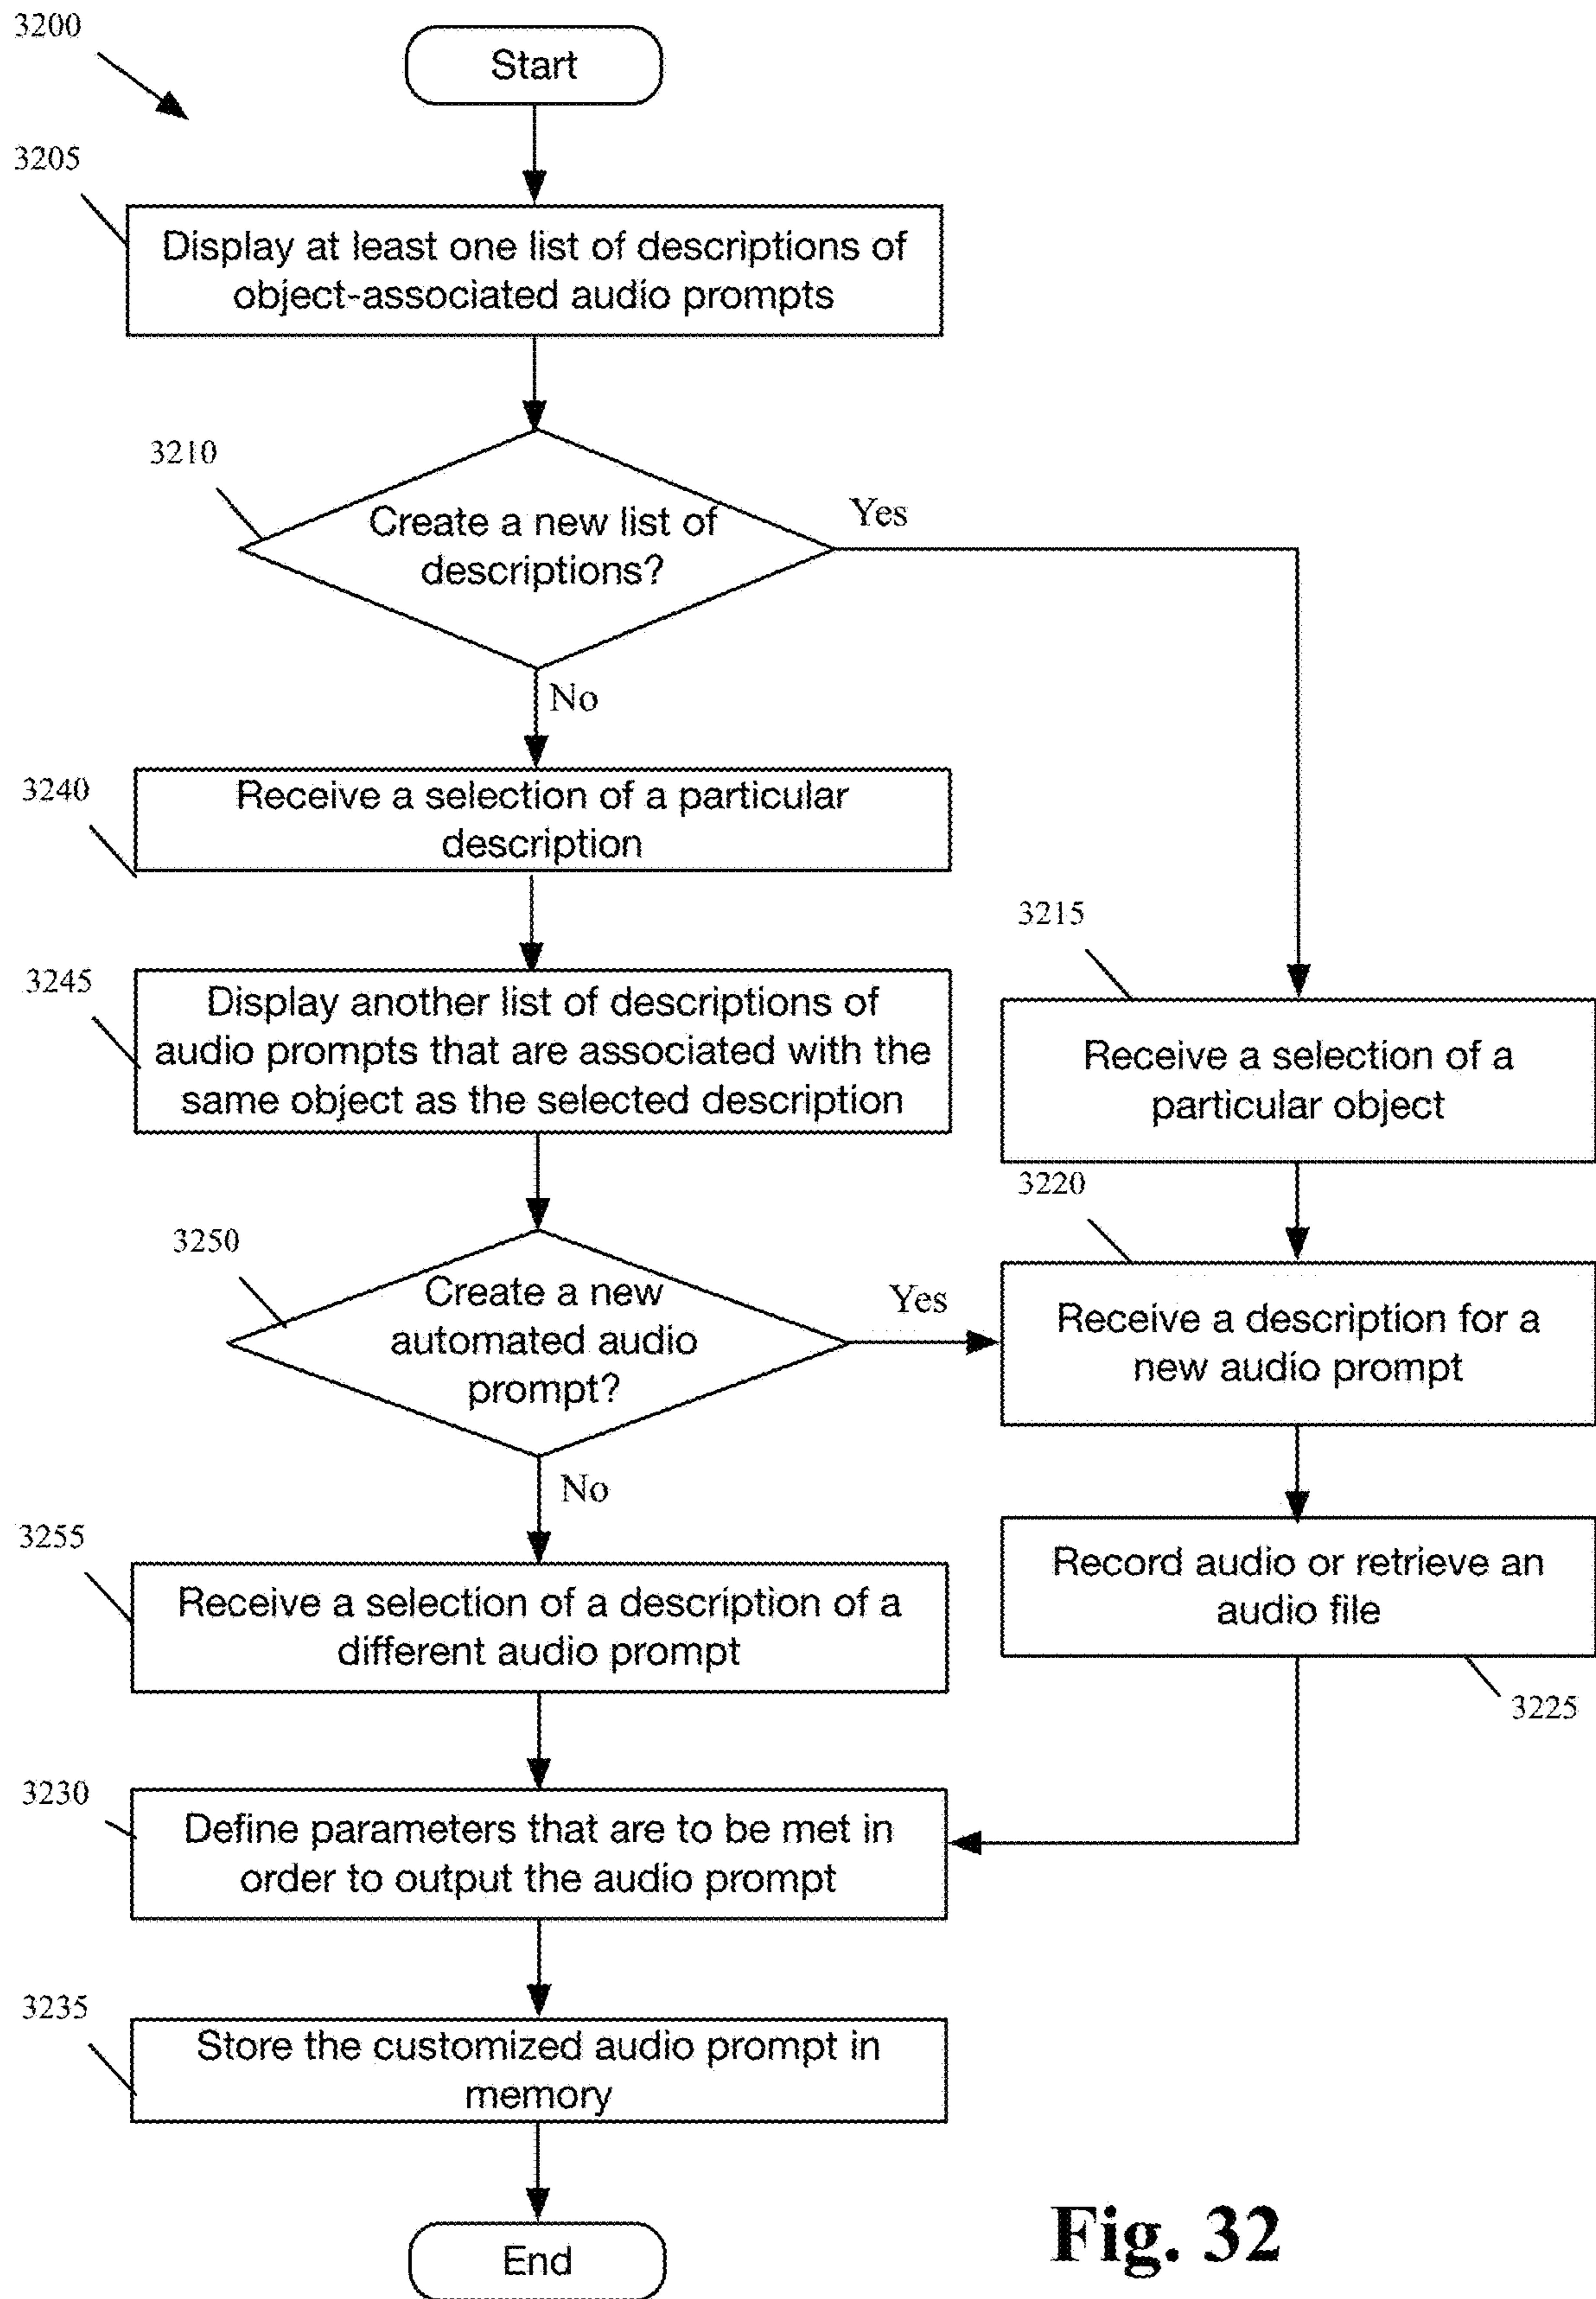 3200
Start
3205
Display at least one list of descriptions of
object-associated audio prompts
3210
Create a new list of
descriptions?
Yes
No
3240
Receive a selection of a particular
description
3215
Receive a selection of a
particular object
3245
Display another list of descriptions of
audio prompts that are associated with the
same object as the selected description
3220
Receive a description for a
new audio prompt
3250
Create a new
automated audio
prompt?
Yes
No
Record audio or retrieve an
audio file
3225
3255
Receive a selection of a description of a
different audio prompt
3230
Define parameters that are to be met in
order to output the audio prompt
3235
Store the customized audio prompt in
memory
End
Fig. 32